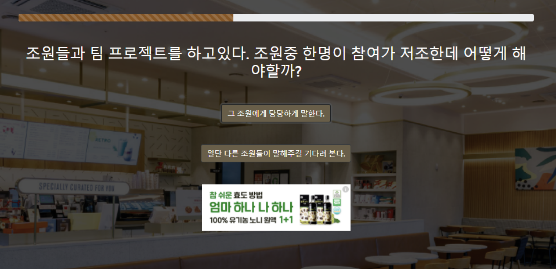 조원들과 팀 프로젝트를 하고있다. 조원중 한명이 참여가 저조한데 어떻게 해
야할까?
그 조원에게 당당하게 말한다.
일단 다른 조원들이 말해주길 기다려 본다.
SPECIALLY CURATED FOR YOU
참 쉬운 효도 방법
엄마 하나 나 하나
100% 유기농 노니 원액 1+1